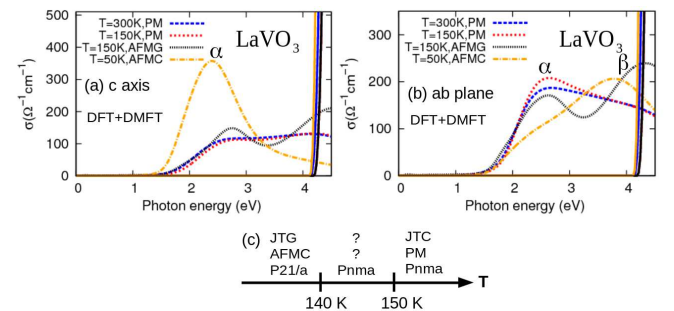 T=300K,PM
T=150K,PM
T=150K,AFMG
T=50K,AFMC
LaVO3
α
(a) c axis
DFT+DMFT
500
400
300
200
100
0
0 1 2 3 4
σ(Ω⁻¹cm⁻¹)
Photon energy (eV)
T=300K,PM
T=150K,PM
T=150K,AFMG
T=50K,AFMC
LaVO3
α
β
(b) ab plane
DFT+DMFT
300
200
100
0
0 1 2 3 4
σ(Ω⁻¹cm⁻¹)
Photon energy (eV)
(c)
JTG ? JTC
AFMC ? PM
P21/a Pnma Pnma
T
140 K 150 K